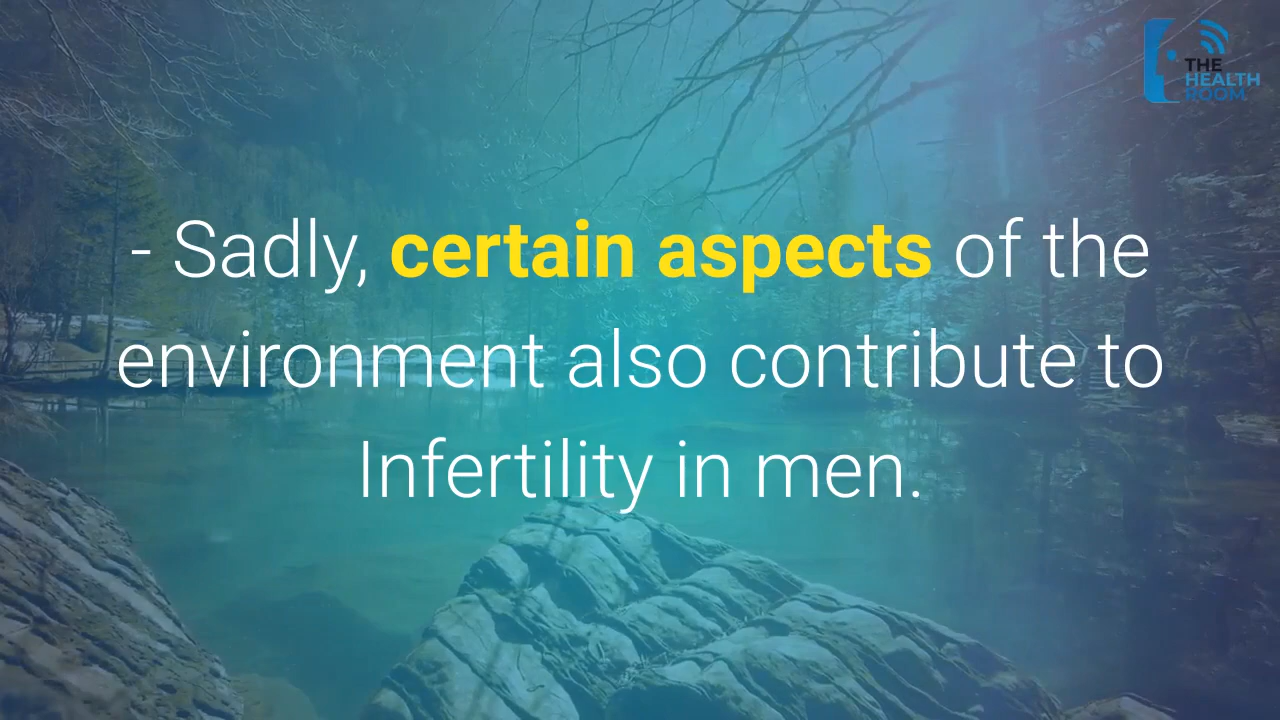 THE
HEALTH
ROOM
- Sadly, certain aspects of the
environment also contribute to
Infertility in men.